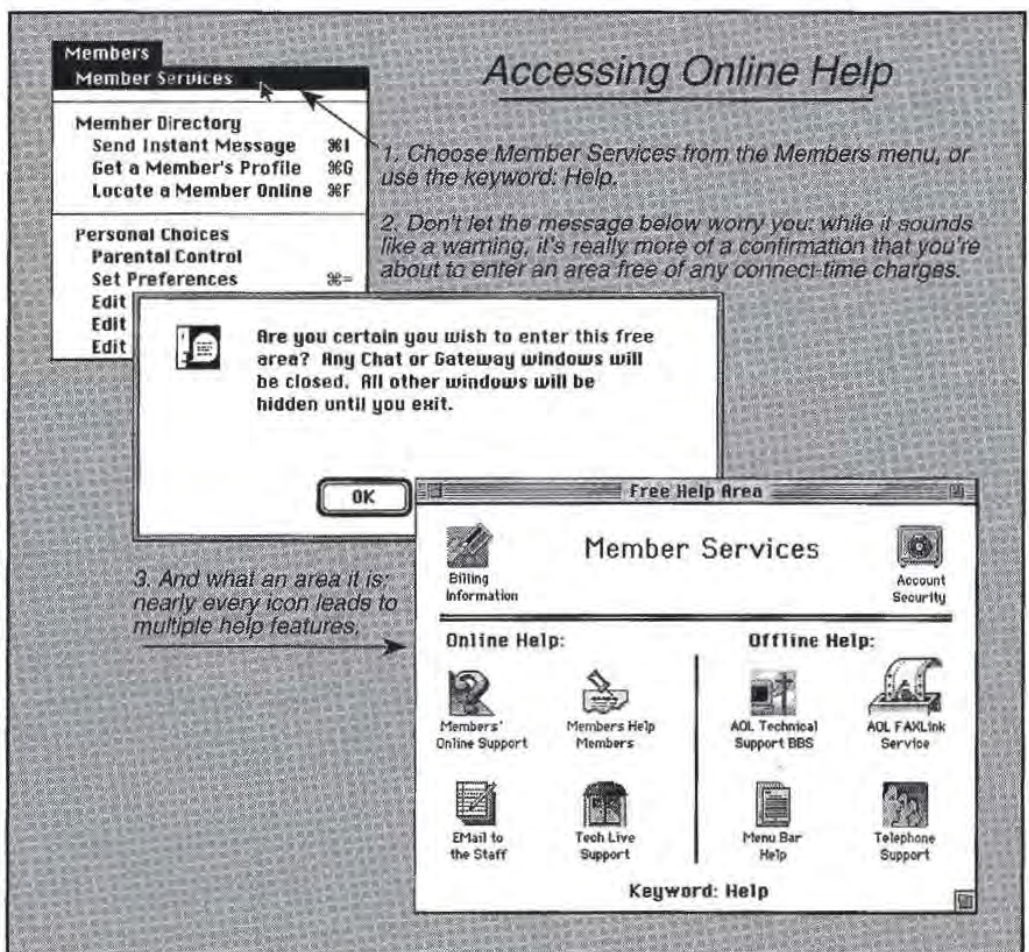 Members
Member Services
Member Directory
Send Instant Message ⌘I
Get a Member's Profile ⌘G
Locate a Member Online ⌘F
Personal Choices
Parental Control
Set Preferences ⌘=
Edit
Edit
Edit
Accessing Online Help
1. Choose Member Services from the Members menu, or
use the keyword: Help.
2. Don't let the message below worry you: while it sounds
like a warning, it's really more of a confirmation that you're
about to enter an area free of any connect-time charges.
Are you certain you wish to enter this free
area? Any Chat or Gateway windows will
be closed. All other windows will be
hidden until you exit.
OK
3. And what an area it is:
nearly every icon leads to
multiple help features.
Free Help Area
Billing
Information
Member Services
Account
Security
Online Help:
Members'
Online Support
Members Help
Members
EMail to
the Staff
Tech Live
Support
Offline Help:
AOL Technical
Support BBS
AOL FAXLink
Service
Menu Bar
Help
Telephone
Support
Keyword: Help